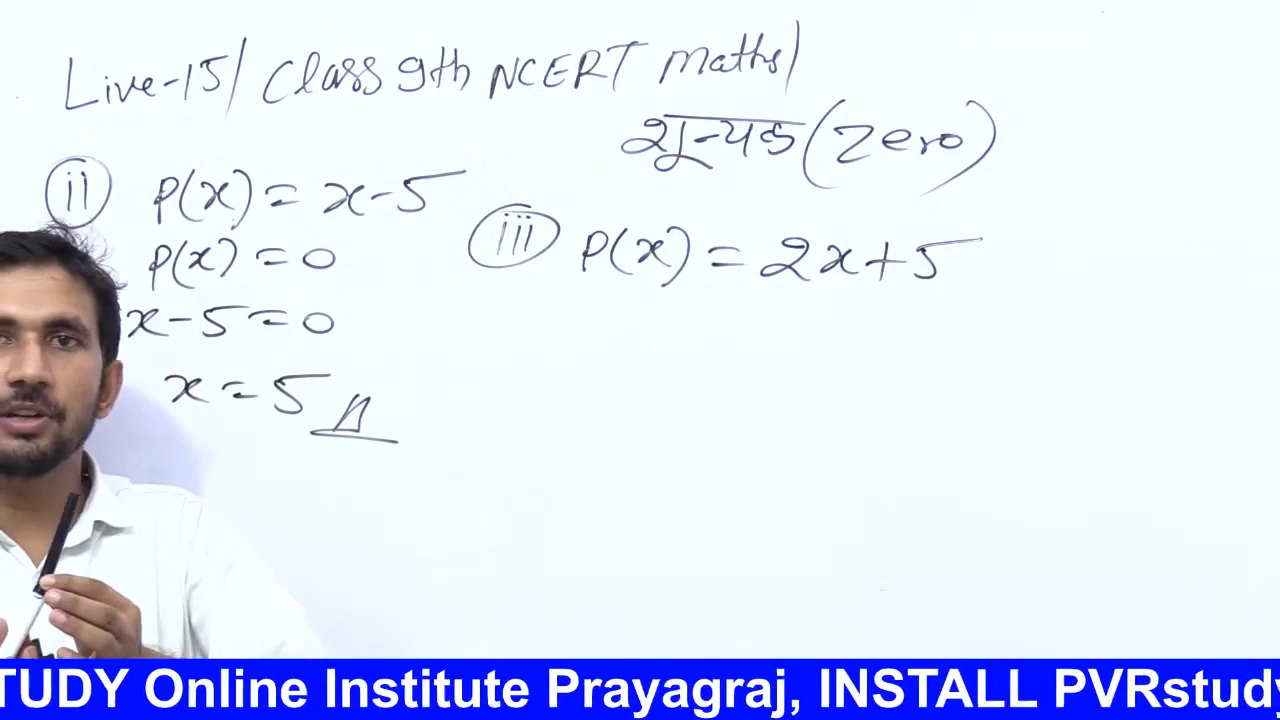 Live-15/ Class 9th NCERT Maths/
शून्यक (Zero)
(ii) P(x) = x-5
P(x) = 0
x-5=0
x = 5
(iii) P(x) = 2x+5
TUDY Online Institute Prayagraj, INSTALL PVRstudy